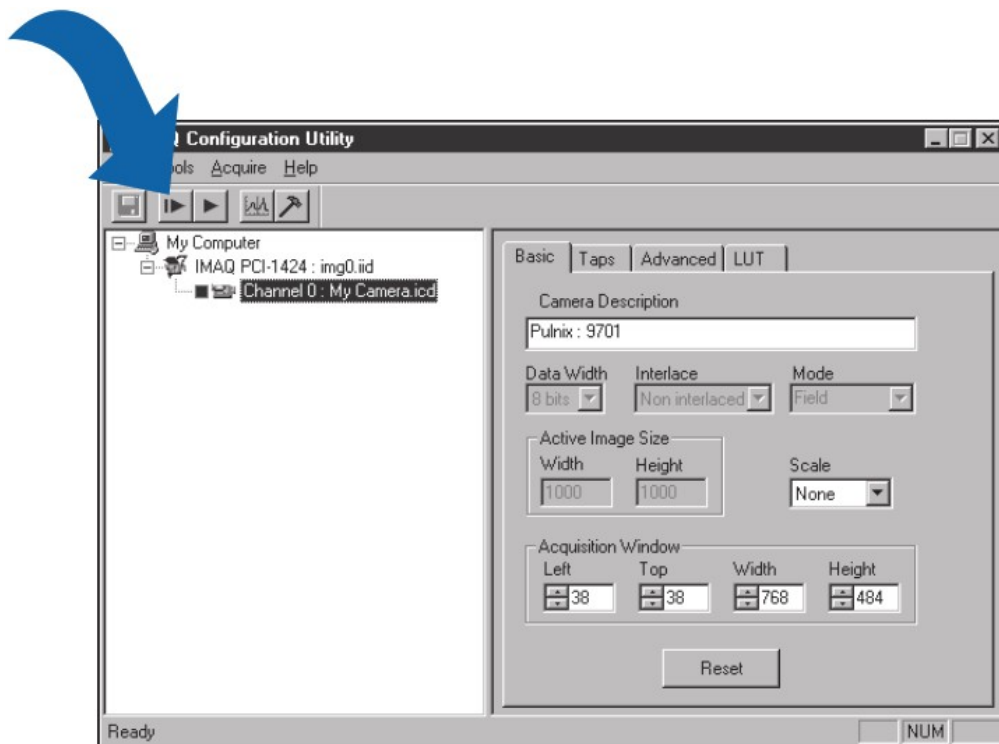 Configuration Utility
Acquire Help
My Computer
IMAQ PCI-1424 : img0.iid
Channel 0 : My Camera.icd
Basic Taps Advanced LUT
Camera Description
Pulnix : 9701
Data Width Interlace Mode
8 bits Non interlaced Field
Active Image Size
Width Height
1000 1000
Scale
None
Acquisition Window
Left Top Width Height
38 38 768 484
Reset
Ready
NUM